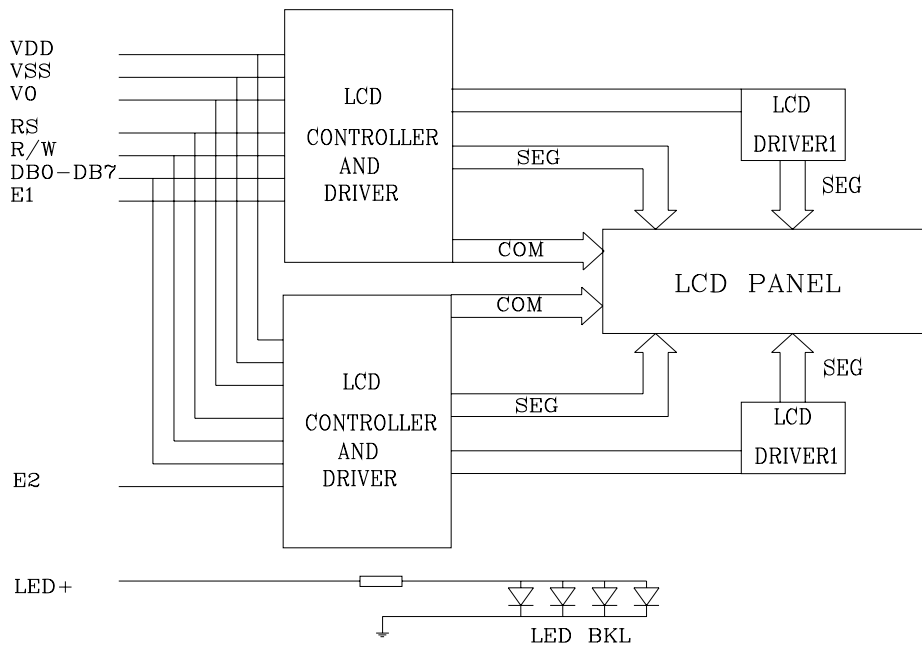 VDD
VSS
V0
RS
R/W
DB0-DB7
E1
LCD
CONTROLLER
AND
DRIVER
SEG
COM
LCD
DRIVER1
SEG
LCD PANEL
COM
SEG
LCD
CONTROLLER
AND
DRIVER
SEG
LCD
DRIVER1
E2
LED+
LED BKL